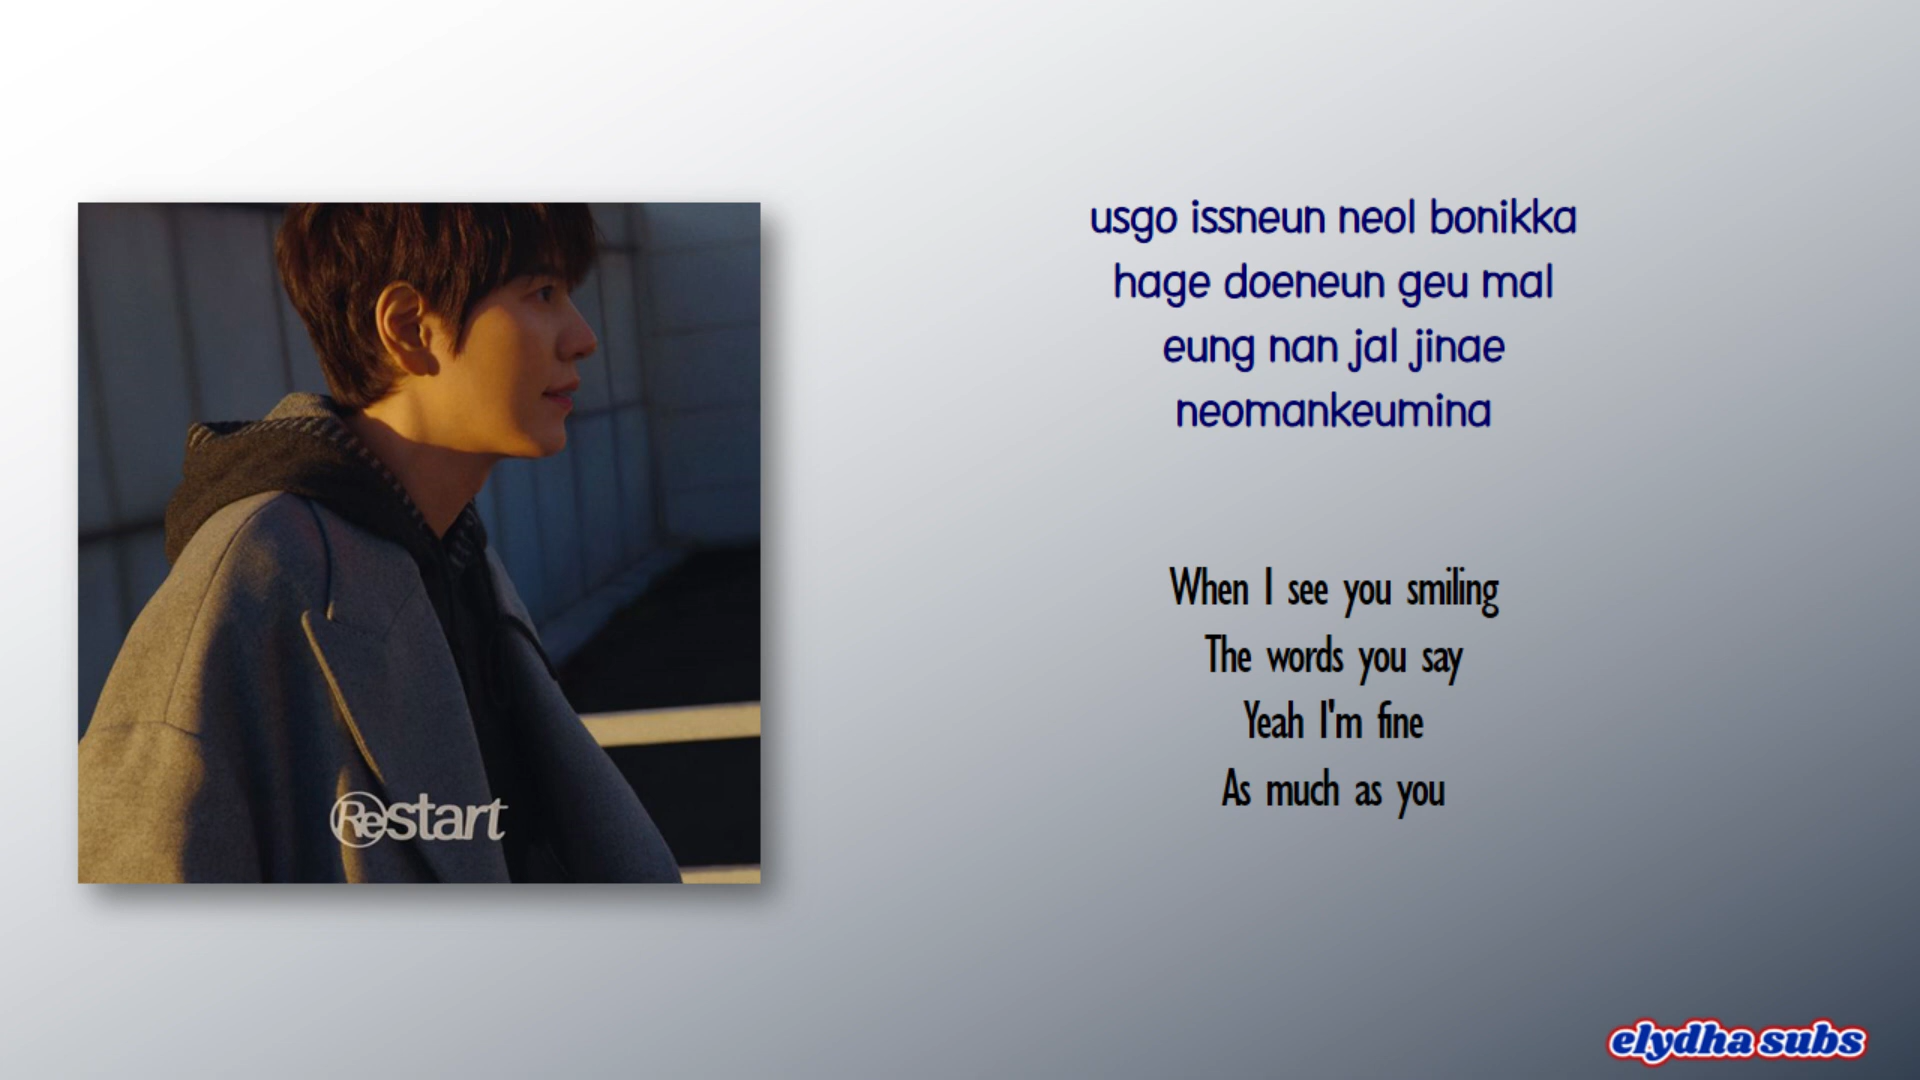 Restart
usgo issneun neol bonikka
hage doeneun geu mal
eung nan jal jinae
neomankeumina
When I see you smiling
The words you say
Yeah I'm fine
As much as you
elydha subs